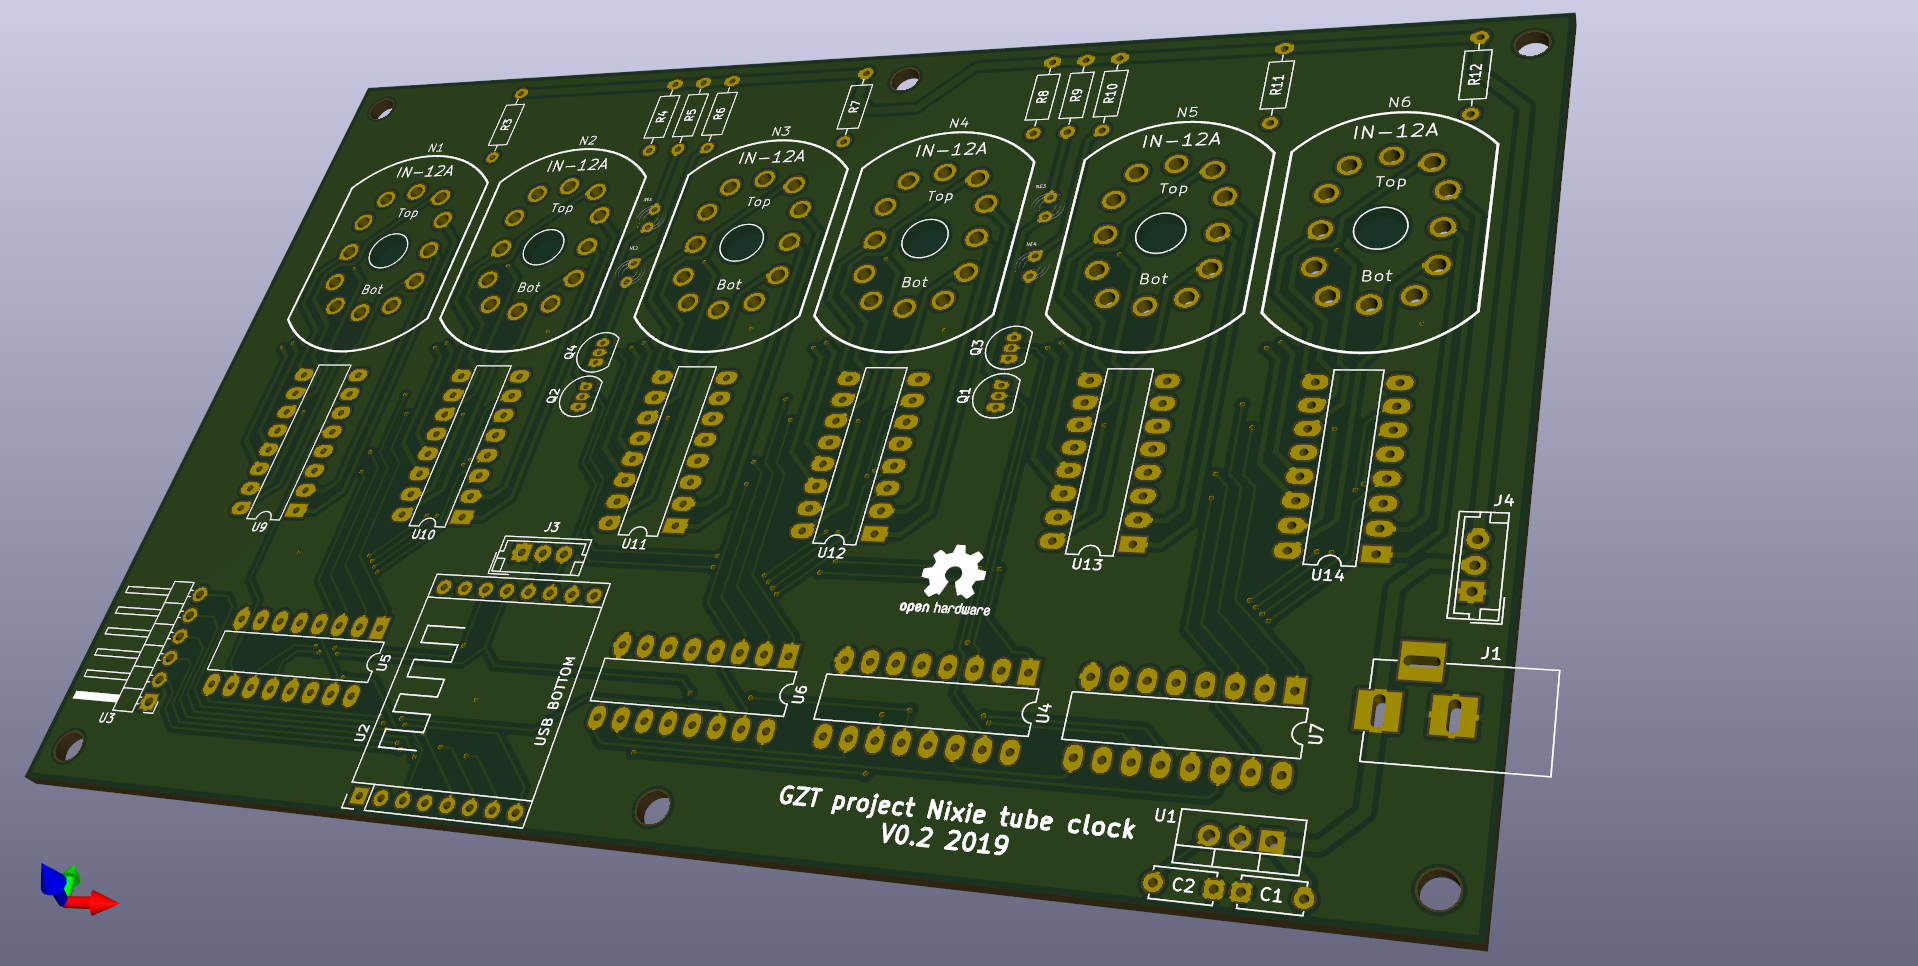 R12
R11
R8
R9
R10
R7
R4
R5
R6
R3
N6
N5
N4
N3
N2
N1
IN-12A
IN-12A
IN-12A
IN-12A
IN-12A
IN-12A
Top
Top
Top
Top
Top
Top
Bot
Bot
Bot
Bot
Bot
Bot
NE3
NE4
NE2
Q4
Q2
Q3
Q1
U9
U10
U11
U12
U13
U14
J3
J4
open hardware
U3
U5
U2
USB BOTTOM
U6
U4
U7
J1
GZT project Nixie tube clock
V0.2 2019
U1
C2
C1